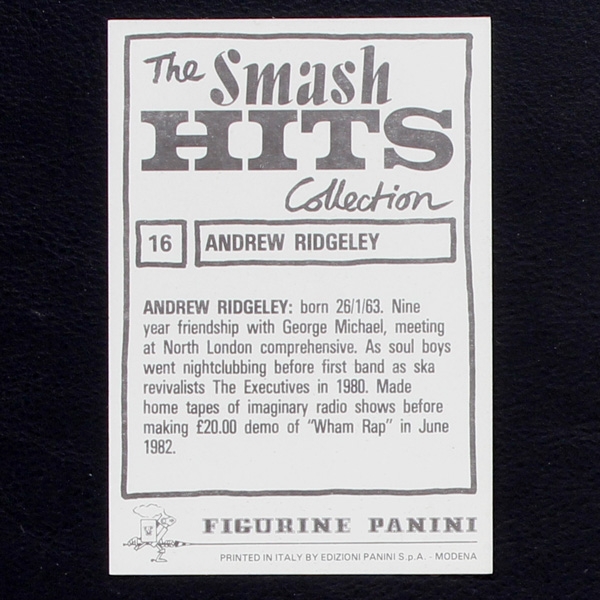 The Smash
HITS
Collection
16 ANDREW RIDGELEY
ANDREW RIDGELEY: born 26/1/63. Nine
year friendship with George Michael, meeting
at North London comprehensive. As soul boys
went nightclubbing before first band as ska
revivalists The Executives in 1980. Made
home tapes of imaginary radio shows before
making £20.00 demo of "Wham Rap" in June
1982.
FIGURINE PANINI
PRINTED IN ITALY BY EDIZIONI PANINI S.p.A. - MODENA